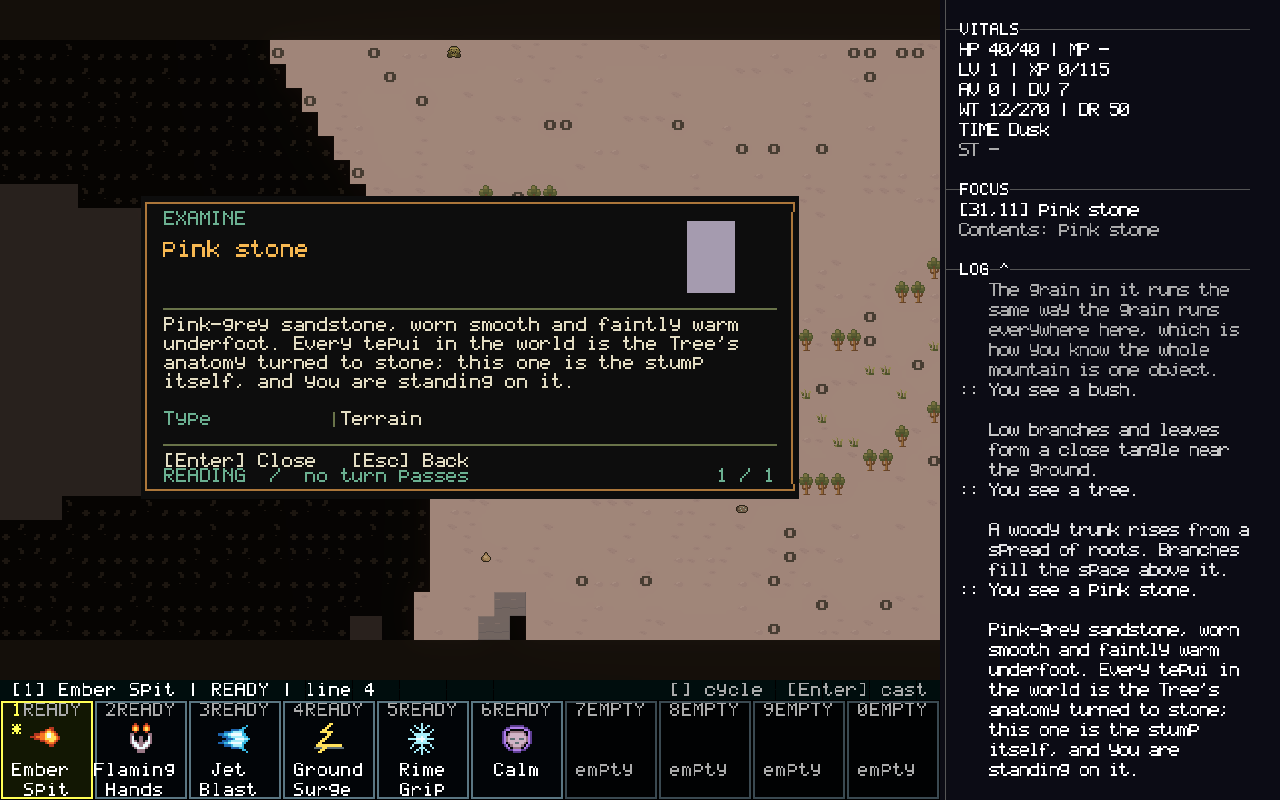 VITALS
HP 40/40 | MP -
LV 1 | XP 0/115
AV 0 | DV 7
WT 12/270 | DR 50
TIME Dusk
ST -
FOCUS
[31,11] Pink stone
Contents: Pink stone
LOG ^
The grain in it runs the
same way the grain runs
everywhere here, which is
how you know the whole
mountain is one object.
:: You see a bush.
Low branches and leaves
form a close tangle near
the ground.
:: You see a tree.
A woody trunk rises from a
spread of roots. Branches
fill the space above it.
:: You see a Pink stone.
Pink-grey sandstone, worn
smooth and faintly warm
underfoot. Every tepui in
the world is the Tree's
anatomy turned to stone;
this one is the stump
itself, and you are
standing on it.
EXAMINE
Pink stone
Pink-grey sandstone, worn smooth and faintly warm
underfoot. Every tepui in the world is the Tree's
anatomy turned to stone; this one is the stump
itself, and you are standing on it.
Type | Terrain
[Enter] Close [Esc] Back
READING / no turn passes 1 / 1
[1] Ember Spit | READY | line 4 [] cycle [Enter] cast
1READY 2READY 3READY 4READY 5READY 6READY 7EMPTY 8EMPTY 9EMPTY 0EMPTY
*
Ember Flaming Jet Ground Rime Calm empty empty empty empty
Spit Hands Blast Surge Grip